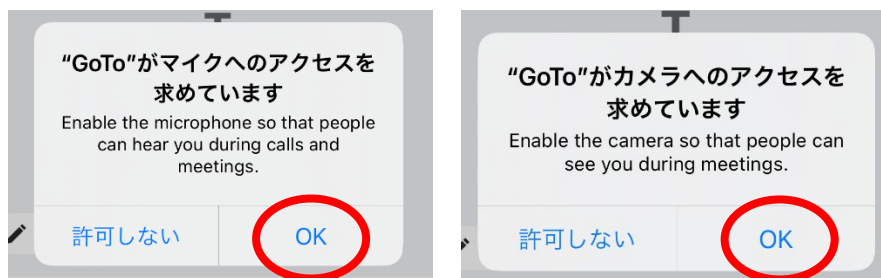 “GoTo”がマイクへのアクセスを
求めています
Enable the microphone so that people
can hear you during calls and
meetings.
許可しない
OK
“GoTo”がカメラへのアクセスを
求めています
Enable the camera so that people can
see you during meetings.
許可しない
OK